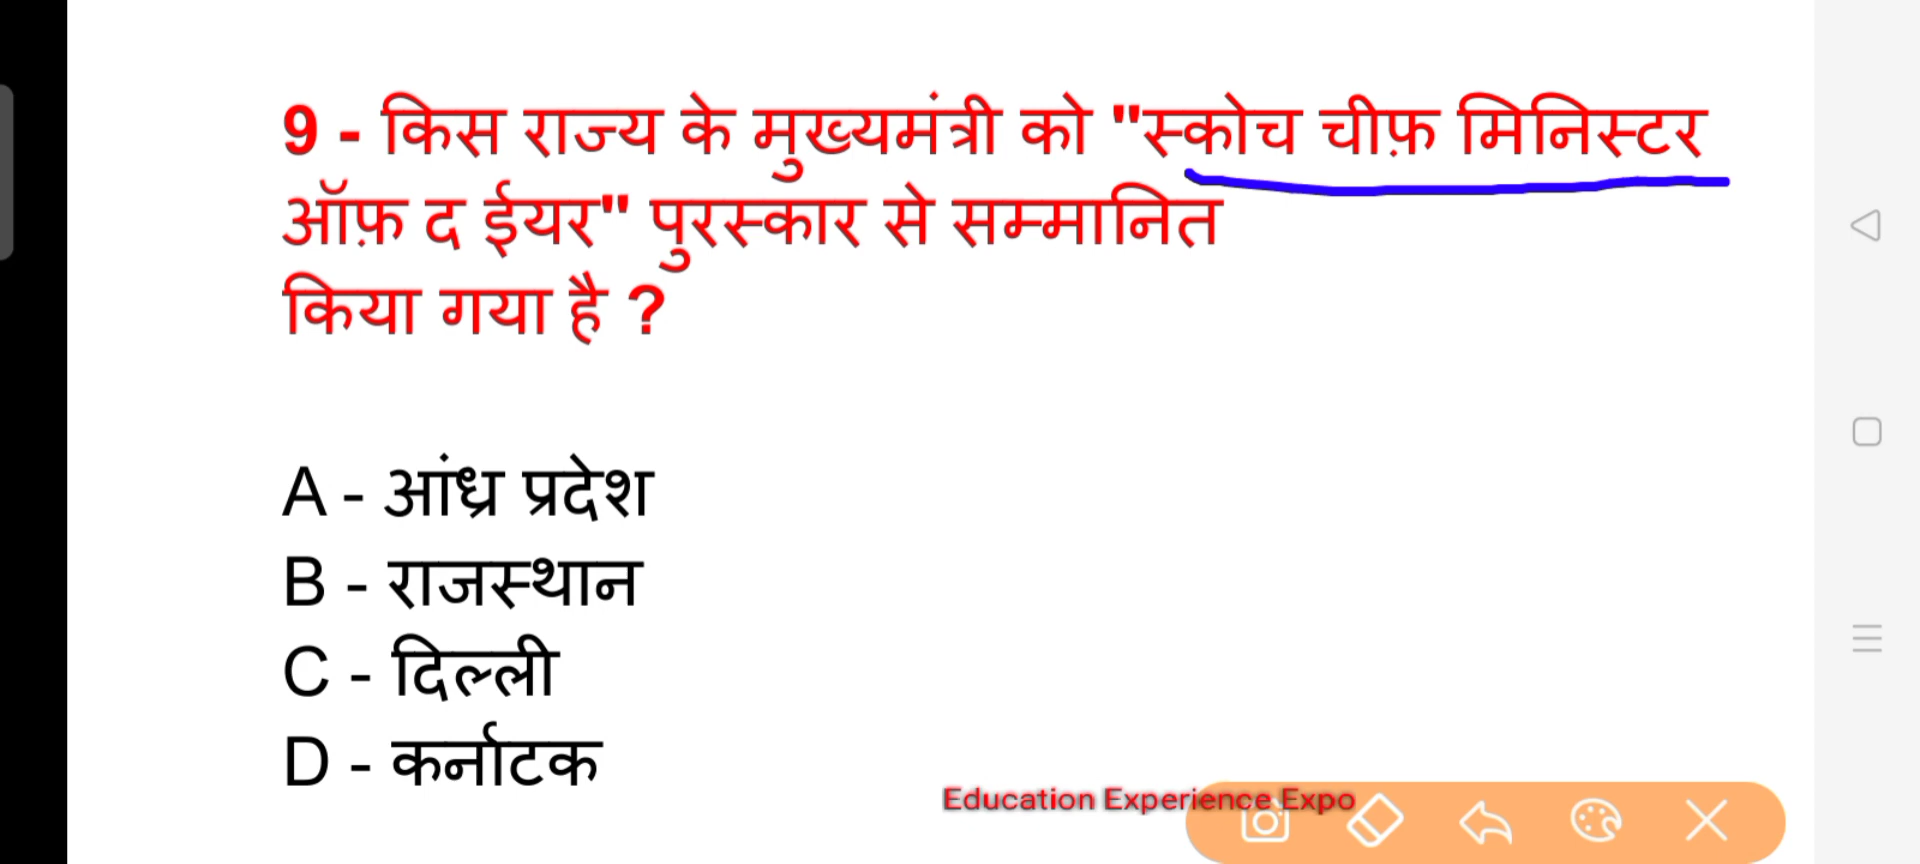 9 - किस राज्य के मुख्यमंत्री को "स्कोच चीफ़ मिनिस्टर
ऑफ़ द ईयर" पुरस्कार से सम्मानित
किया गया है ?
A - आंध्र प्रदेश
B - राजस्थान
C - दिल्ली
D - कर्नाटक
Education Experience Expo